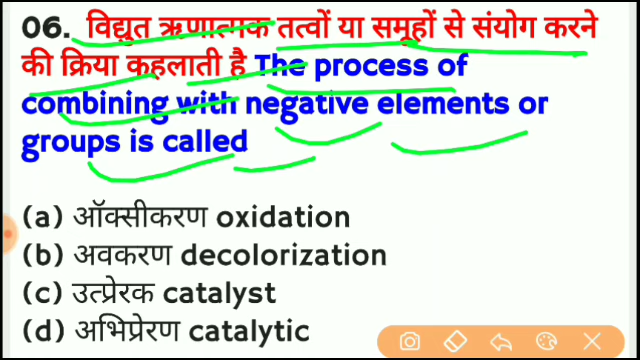 06. विद्युत ऋणात्मक तत्वों या समूहों से संयोग करने
की क्रिया कहलाती है The process of
combining with negative elements or
groups is called
(a) ऑक्सीकरण oxidation
(b) अवकरण decolorization
(c) उत्प्रेरक catalyst
(d) अभिप्रेरण catalytic